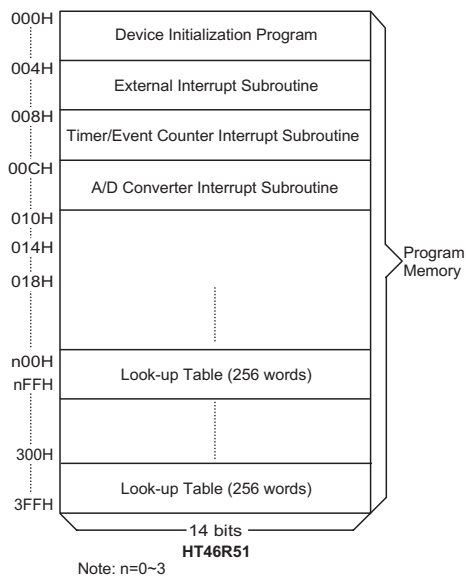 000H
Device Initialization Program
004H
External Interrupt Subroutine
008H
Timer/Event Counter Interrupt Subroutine
00CH
A/D Converter Interrupt Subroutine
010H
014H
018H
Program
Memory
n00H
Look-up Table (256 words)
nFFH
300H
Look-up Table (256 words)
3FFH
14 bits
HT46R51
Note: n=0~3